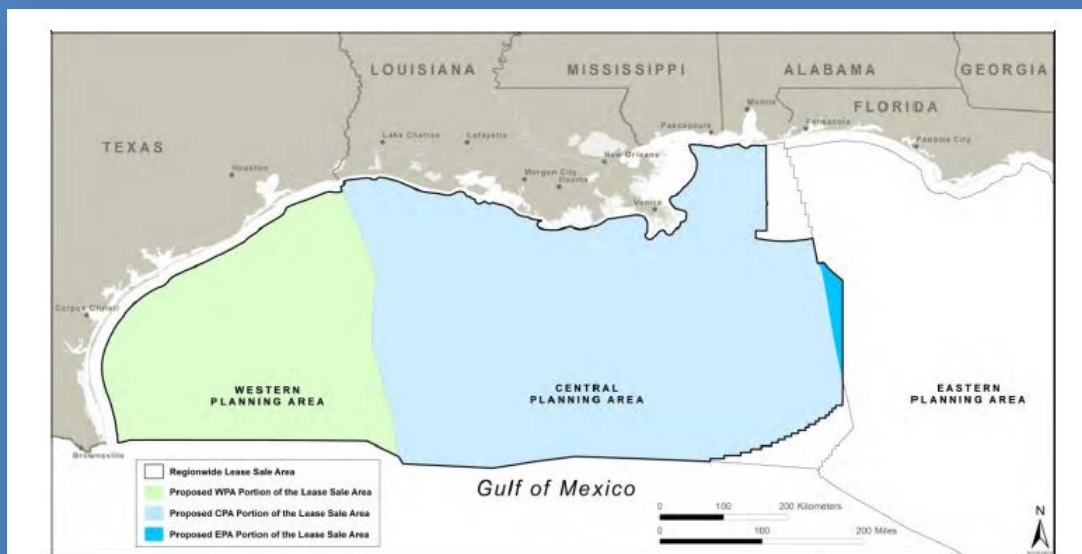 LOUISIANA
MISSISSIPPI
ALABAMA
GEORGIA
FLORIDA
TEXAS
Mobile
Pascagoula
Pensacola
Panama City
Lake Charles
Lafayette
New Orleans
Houston
Morgan City
Houma
Venice
Corpus Christi
WESTERN
PLANNING AREA
CENTRAL
PLANNING AREA
EASTERN
PLANNING AREA
Brownsville
Regionwide Lease Sale Area
Proposed WPA Portion of the Lease Sale Area
Proposed CPA Portion of the Lease Sale Area
Proposed EPA Portion of the Lease Sale Area
Gulf of Mexico
0 100 200 Kilometers
0 100 200 Miles
N